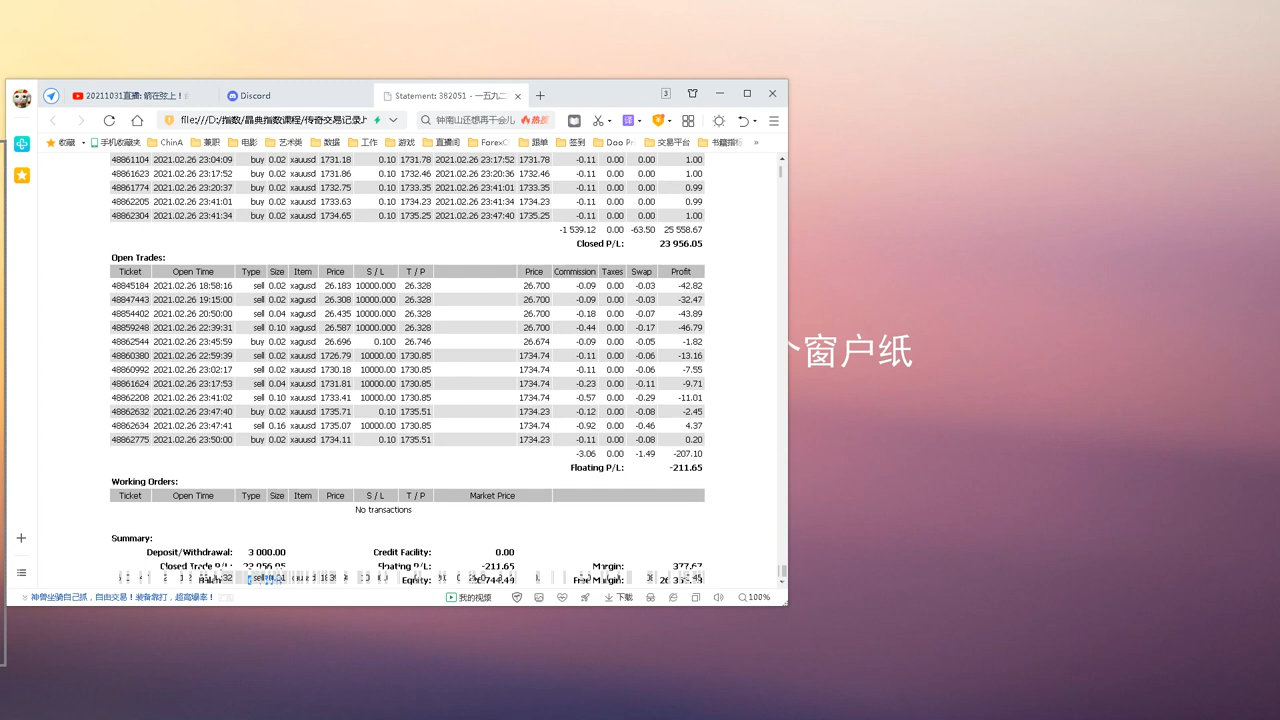 20211031直播: 箭在弦上！
Discord
Statement: 382051 - 一五九二
3
file:///D:/指数/晶典指数课程/传奇交易记录
钟南山还想再干会儿
热搜
收藏
手机收藏夹
ChinA
兼职
电影
艺术类
数据
工作
游戏
直播间
ForexC
跟单
签到
Doo Pr
交易平台
书籍指标
»
48861104 2021.02.26 23:04:09 buy 0.02 xauusd 1731.18 0.10 1731.78 2021.02.26 23:17:52 1731.78 -0.11 0.00 0.00 1.00
48861623 2021.02.26 23:17:52 buy 0.02 xauusd 1731.86 0.10 1732.46 2021.02.26 23:20:36 1732.46 -0.11 0.00 0.00 1.00
48861774 2021.02.26 23:20:37 buy 0.02 xauusd 1732.75 0.10 1733.35 2021.02.26 23:41:01 1733.35 -0.11 0.00 0.00 0.99
48862205 2021.02.26 23:41:01 buy 0.02 xauusd 1733.63 0.10 1734.23 2021.02.26 23:41:34 1734.23 -0.11 0.00 0.00 0.99
48862304 2021.02.26 23:41:34 buy 0.02 xauusd 1734.65 0.10 1735.25 2021.02.26 23:47:40 1735.25 -0.11 0.00 0.00 1.00
-1 539.12 0.00 -63.50 25 558.67
Closed P/L: 23 956.05
Open Trades:
Ticket Open Time Type Size Item Price S / L T / P Price Commission Taxes Swap Profit
48845184 2021.02.26 18:58:16 sell 0.02 xagusd 26.183 10000.000 26.328 26.700 -0.09 0.00 -0.03 -42.82
48847443 2021.02.26 19:15:00 sell 0.02 xagusd 26.308 10000.000 26.328 26.700 -0.09 0.00 -0.03 -32.47
48854402 2021.02.26 20:50:00 sell 0.04 xagusd 26.435 10000.000 26.328 26.700 -0.18 0.00 -0.07 -43.89
48859248 2021.02.26 22:39:31 sell 0.10 xagusd 26.587 10000.000 26.328 26.700 -0.44 0.00 -0.17 -46.79
48862544 2021.02.26 23:45:59 buy 0.02 xagusd 26.696 0.100 26.746 26.674 -0.09 0.00 -0.05 -1.82
48860380 2021.02.26 22:59:39 sell 0.02 xauusd 1726.79 10000.00 1730.85 1734.74 -0.11 0.00 -0.06 -13.16
48860992 2021.02.26 23:02:17 sell 0.02 xauusd 1730.18 10000.00 1730.85 1734.74 -0.11 0.00 -0.06 -7.55
48861624 2021.02.26 23:17:53 sell 0.04 xauusd 1731.81 10000.00 1730.85 1734.74 -0.23 0.00 -0.11 -9.71
48862208 2021.02.26 23:41:02 sell 0.10 xauusd 1733.41 10000.00 1730.85 1734.74 -0.57 0.00 -0.29 -11.01
48862632 2021.02.26 23:47:40 buy 0.02 xauusd 1735.71 0.10 1735.51 1734.23 -0.12 0.00 -0.08 -2.45
48862634 2021.02.26 23:47:41 sell 0.16 xauusd 1735.07 10000.00 1730.85 1734.74 -0.92 0.00 -0.46 4.37
48862775 2021.02.26 23:50:00 buy 0.02 xauusd 1734.11 0.10 1735.51 1734.23 -0.11 0.00 -0.08 0.20
-3.06 0.00 -1.49 -207.10
Floating P/L: -211.65
Working Orders:
Ticket Open Time Type Size Item Price S / L T / P Market Price
No transactions
Summary:
Deposit/Withdrawal: 3 000.00 Credit Facility: 0.00
Closed Trade P/L: 23 956.05 Floating P/L: -211.65 Margin: 377.67
Equity: Free Margin:
神兽坐骑自己抓，自由交易！装备靠打，超高爆率！
我的视频
下载
100%
个窗户纸